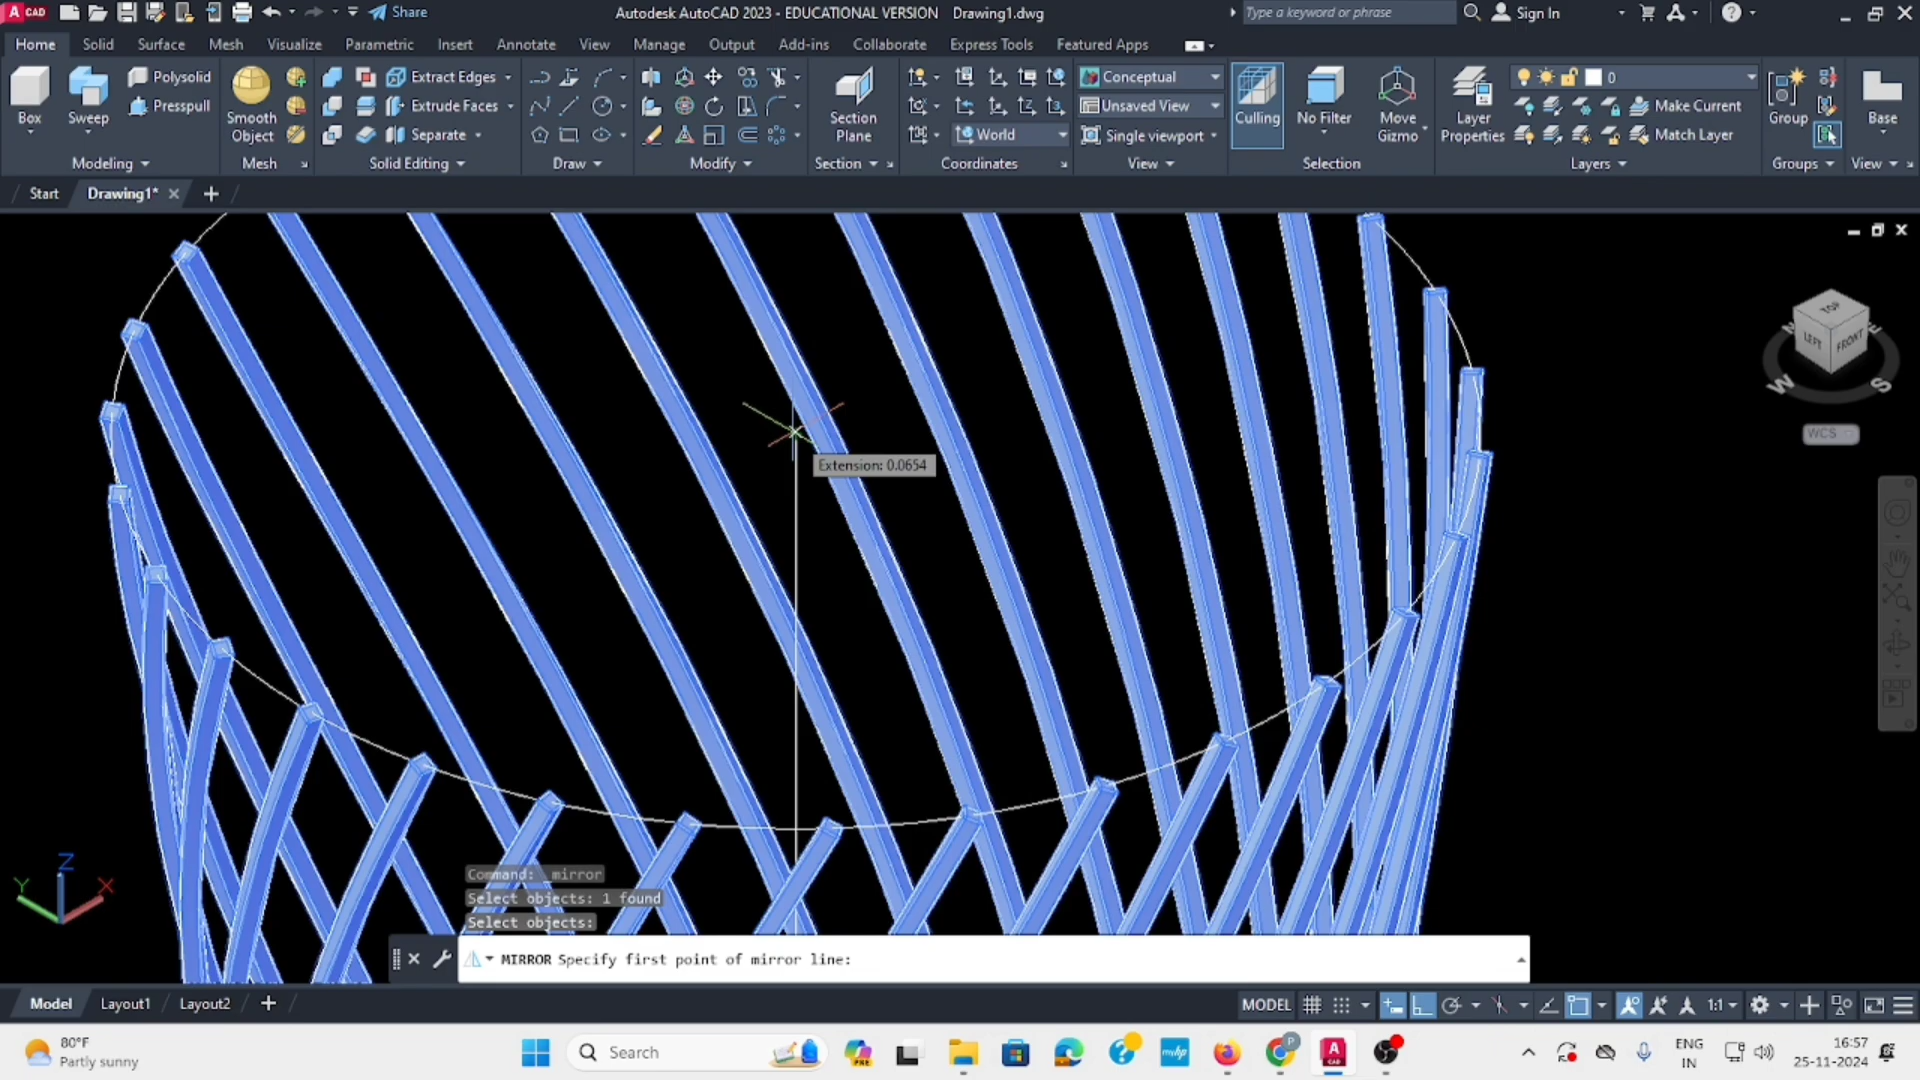 A CAD
Share
Autodesk AutoCAD 2023 - EDUCATIONAL VERSION Drawing1.dwg
Type a keyword or phrase
Sign In
Home Solid Surface Mesh Visualize Parametric Insert Annotate View Manage Output Add-ins Collaborate Express Tools Featured Apps
Box
Sweep
Polysolid
Presspull
Smooth
Object
Extract Edges
Extrude Faces
Separate
Section
Plane
World
Conceptual
Unsaved View
Single viewport
Culling
No Filter
Move
Gizmo
Layer
Properties
0
Make Current
Match Layer
Group
Base
Modeling Mesh Solid Editing Draw Modify Section Coordinates View Selection Layers Groups View
Start Drawing1*
TOP
LEFT
FRONT
W
S
WCS
Extension: 0.0654
Z
Y
X
Command: _mirror
Select objects: 1 found
Select objects:
MIRROR Specify first point of mirror line:
Model Layout1 Layout2
MODEL
1:1
80°F
Partly sunny
Search
ENG
IN
16:57
25-11-2024